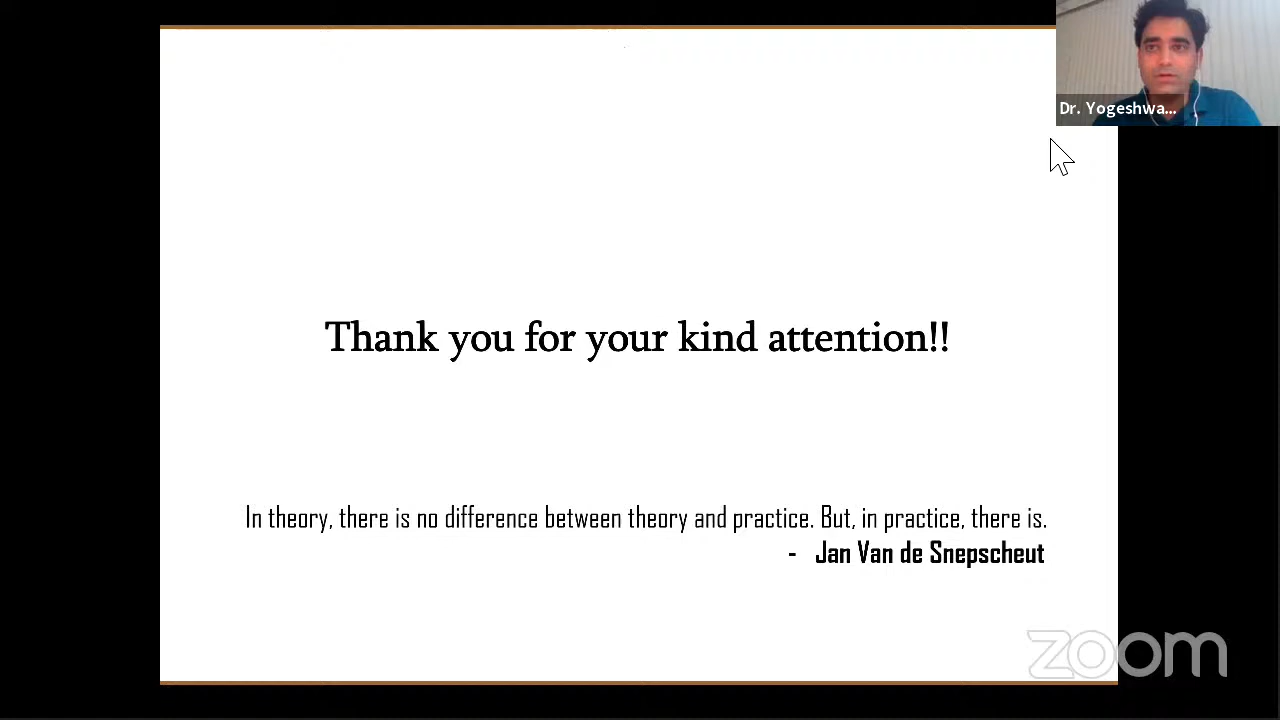 Dr. Yogeshwa...
Thank you for your kind attention!!
In theory, there is no difference between theory and practice. But, in practice, there is.
- Jan Van de Snepscheut
zoom